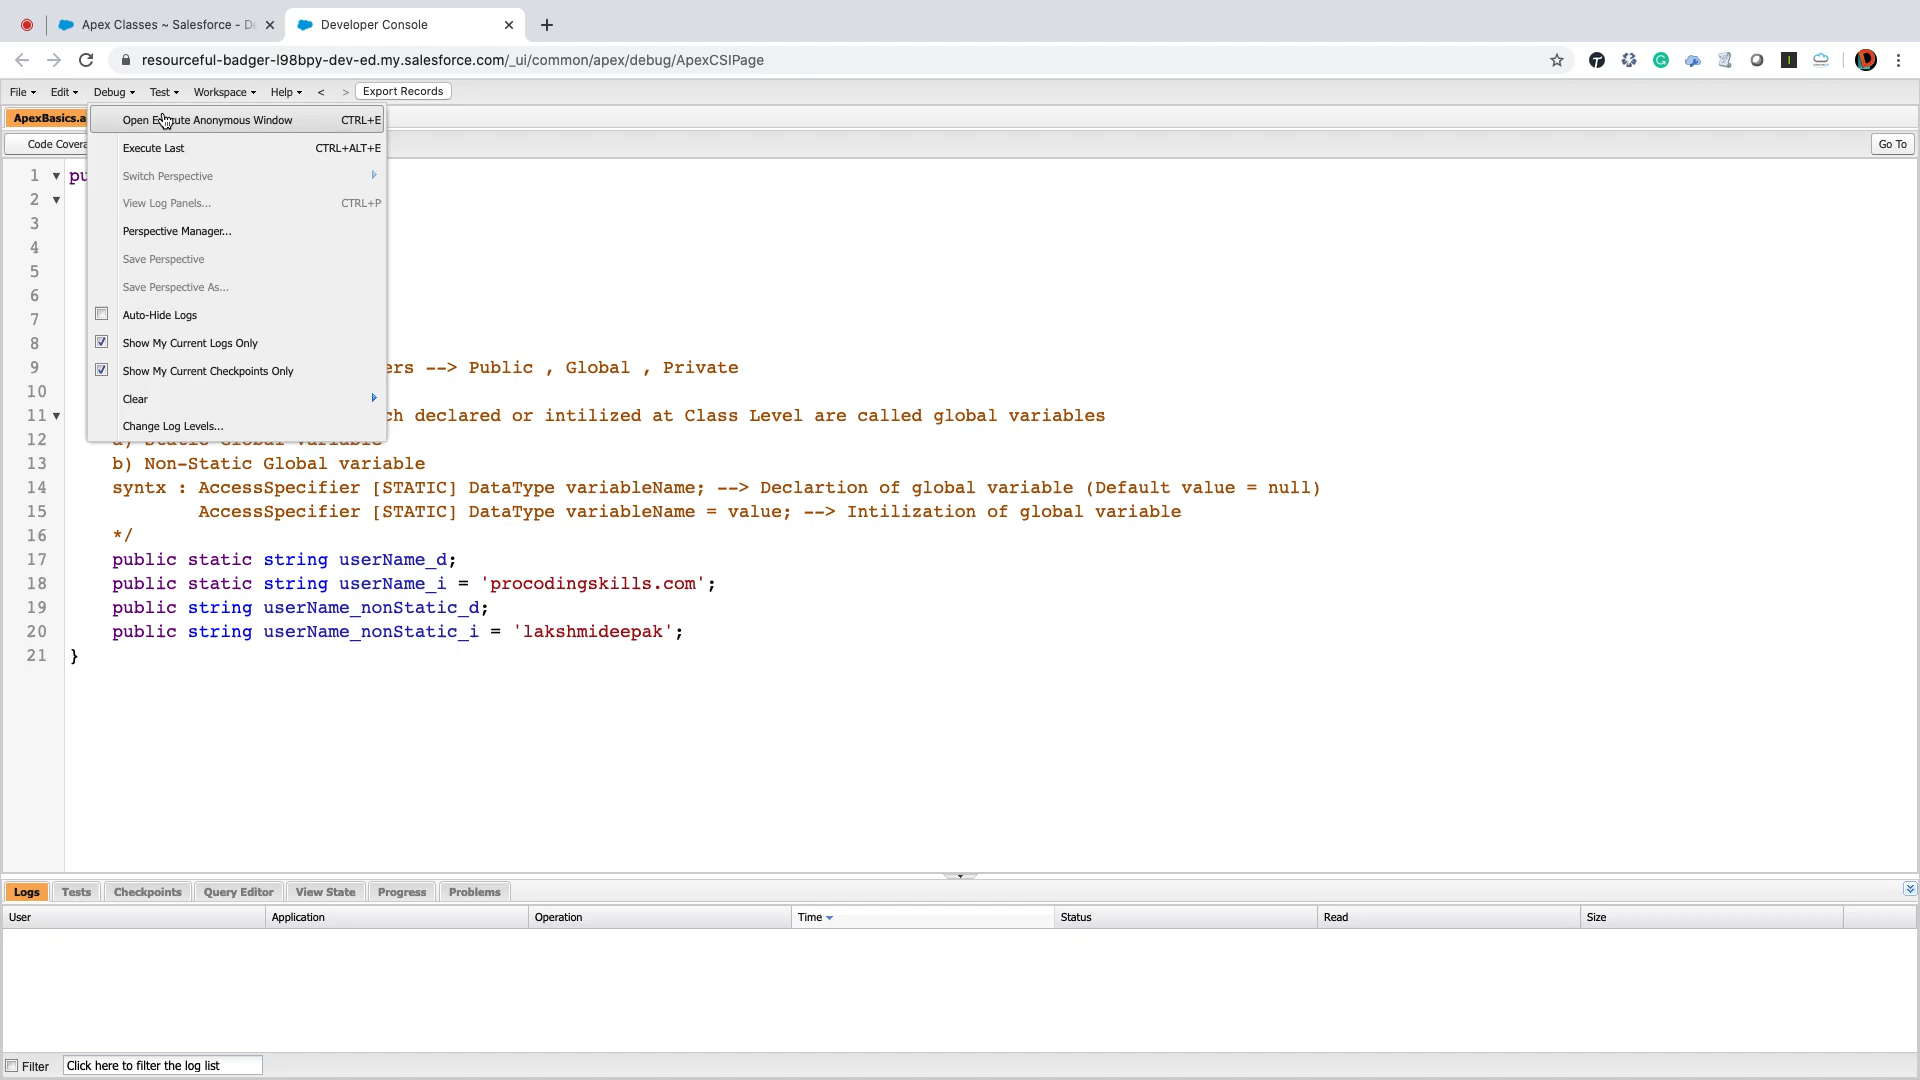 Apex Classes ~ Salesforce - De
Developer Console
resourceful-badger-l98bpy-dev-ed.my.salesforce.com/_ui/common/apex/debug/ApexCSIPage
File Edit Debug Test Workspace Help < > Export Records
ApexBasics.a
Open Execute Anonymous Window CTRL+E
Code Covera
Go To
Execute Last CTRL+ALT+E
Switch Perspective
View Log Panels... CTRL+P
Perspective Manager...
Save Perspective
Save Perspective As...
Auto-Hide Logs
Show My Current Logs Only
Show My Current Checkpoints Only
Clear
Change Log Levels...
1 pu
2
3
4
5
6
7
8
9 ers --> Public , Global , Private
10
11 ch declared or intilized at Class Level are called global variables
12 a) Static Global variable
13 b) Non-Static Global variable
14 syntx : AccessSpecifier [STATIC] DataType variableName; --> Declartion of global variable (Default value = null)
15 AccessSpecifier [STATIC] DataType variableName = value; --> Intilization of global variable
16 */
17 public static string userName_d;
18 public static string userName_i = 'procodingskills.com';
19 public string userName_nonStatic_d;
20 public string userName_nonStatic_i = 'lakshmideepak';
21 }
Logs Tests Checkpoints Query Editor View State Progress Problems
User Application Operation Time Status Read Size
Filter Click here to filter the log list